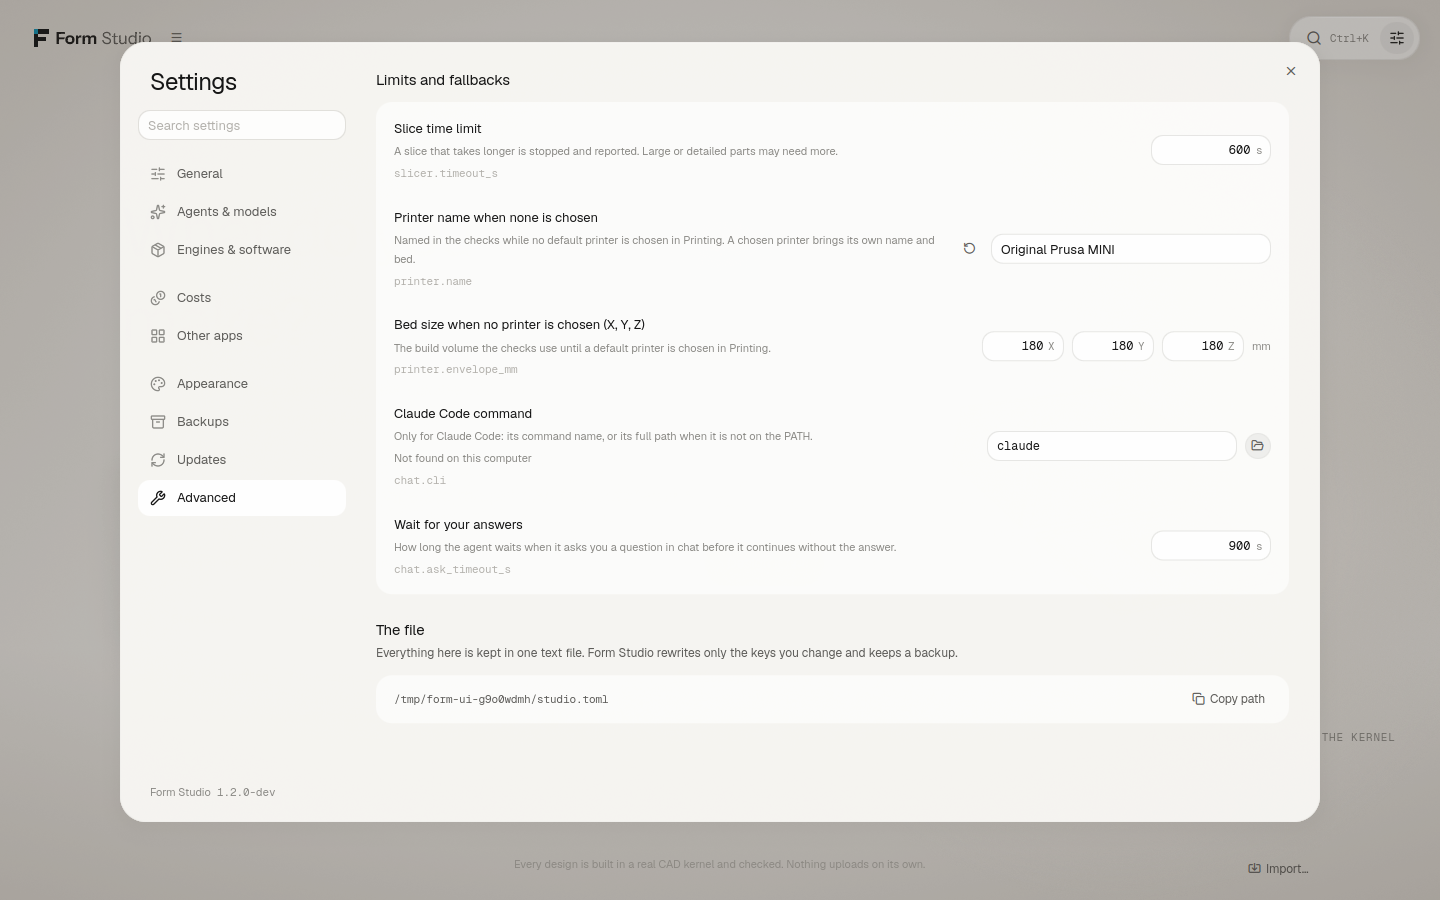 Form Studio
Ctrl+K
Settings
Search settings
General
Agents & models
Engines & software
Costs
Other apps
Appearance
Backups
Updates
Advanced
Form Studio 1.2.0-dev
Limits and fallbacks
Slice time limit
A slice that takes longer is stopped and reported. Large or detailed parts may need more.
slicer.timeout_s
600 s
Printer name when none is chosen
Named in the checks while no default printer is chosen in Printing. A chosen printer brings its own name and
bed.
printer.name
Original Prusa MINI
Bed size when no printer is chosen (X, Y, Z)
The build volume the checks use until a default printer is chosen in Printing.
printer.envelope_mm
180 X 180 Y 180 Z mm
Claude Code command
Only for Claude Code: its command name, or its full path when it is not on the PATH.
Not found on this computer
chat.cli
claude
Wait for your answers
How long the agent waits when it asks you a question in chat before it continues without the answer.
chat.ask_timeout_s
900 s
The file
Everything here is kept in one text file. Form Studio rewrites only the keys you change and keeps a backup.
/tmp/form-ui-g9o0wdmh/studio.toml
Copy path
THE KERNEL
Every design is built in a real CAD kernel and checked. Nothing uploads on its own.
Import…